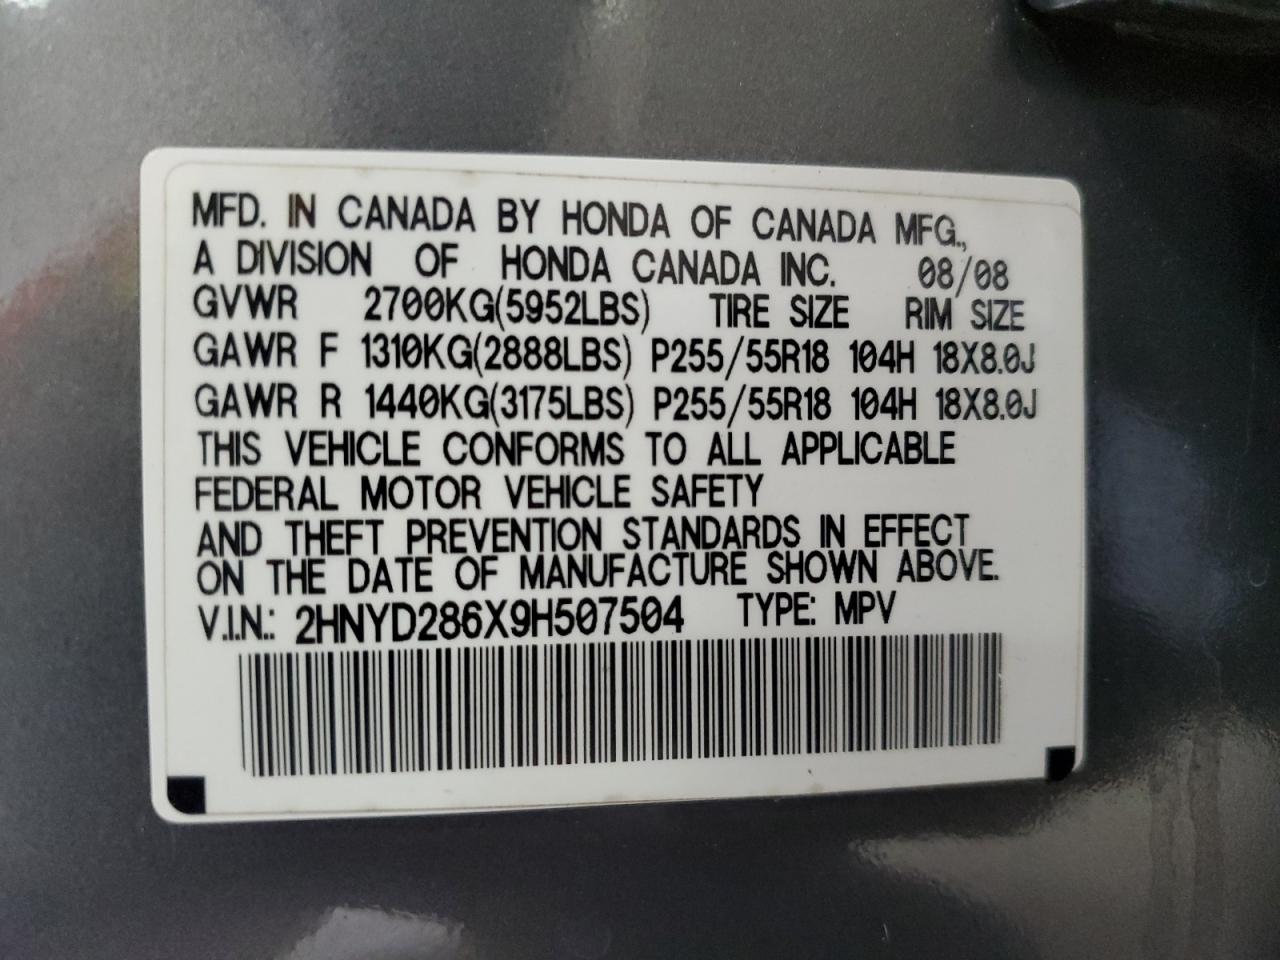 MFD. IN CANADA BY HONDA OF CANADA MFG.,
A DIVISION OF HONDA CANADA INC. 08/08
GVWR 2700KG(5952LBS) TIRE SIZE RIM SIZE
GAWR F 1310KG(2888LBS) P255/55R18 104H 18X8.0J
GAWR R 1440KG(3175LBS) P255/55R18 104H 18X8.0J
THIS VEHICLE CONFORMS TO ALL APPLICABLE
FEDERAL MOTOR VEHICLE SAFETY
AND THEFT PREVENTION STANDARDS IN EFFECT
ON THE DATE OF MANUFACTURE SHOWN ABOVE.
V.I.N.: 2HNYD286X9H507504 TYPE: MPV